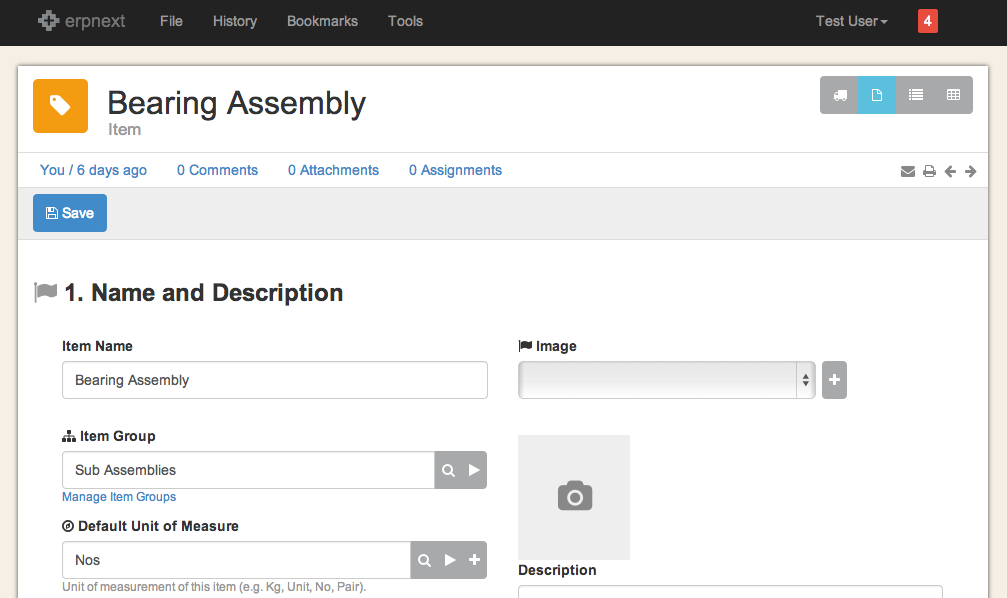 erpnext File History Bookmarks Tools Test User 4
Bearing Assembly
Item
You / 6 days ago 0 Comments 0 Attachments 0 Assignments
Save
1. Name and Description
Item Name
Bearing Assembly
Image
Item Group
Sub Assemblies
Manage Item Groups
Default Unit of Measure
Nos
Unit of measurement of this item (e.g. Kg, Unit, No, Pair).
Description